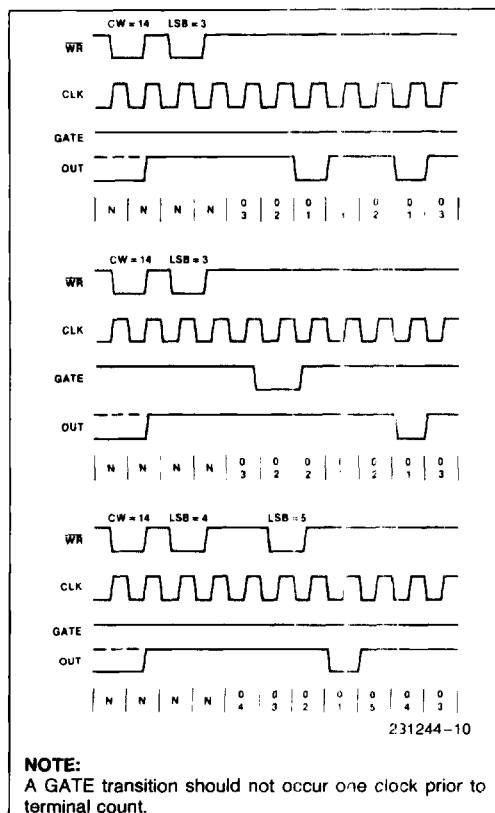 CW = 14 LSB = 3
WR
CLK
GATE
OUT
N N N N 0 3 0 2 0 1 0 2 0 1 0 3
CW = 14 LSB = 3
WR
CLK
GATE
OUT
N N N N 0 3 0 2 0 2 0 2 0 1 0 3
CW = 14 LSB = 4 LSB = 5
WR
CLK
GATE
OUT
N N N N 0 4 0 3 0 2 0 1 0 5 0 4 0 3
231244-10
NOTE:
A GATE transition should not occur one clock prior to
terminal count.